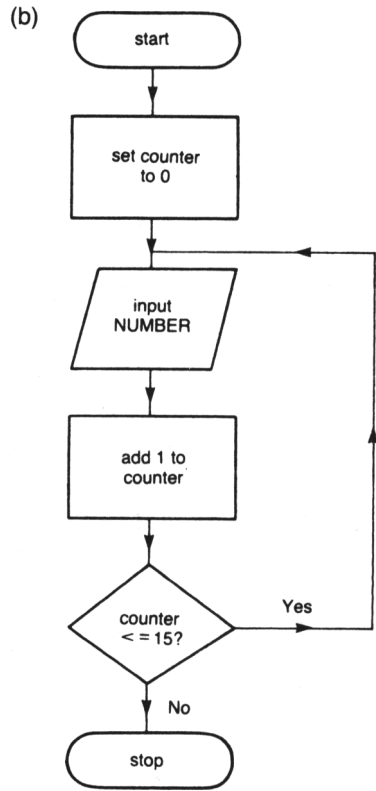 (b)
start
set counter
to 0
input
NUMBER
add 1 to
counter
counter
< = 15?
Yes
No
stop